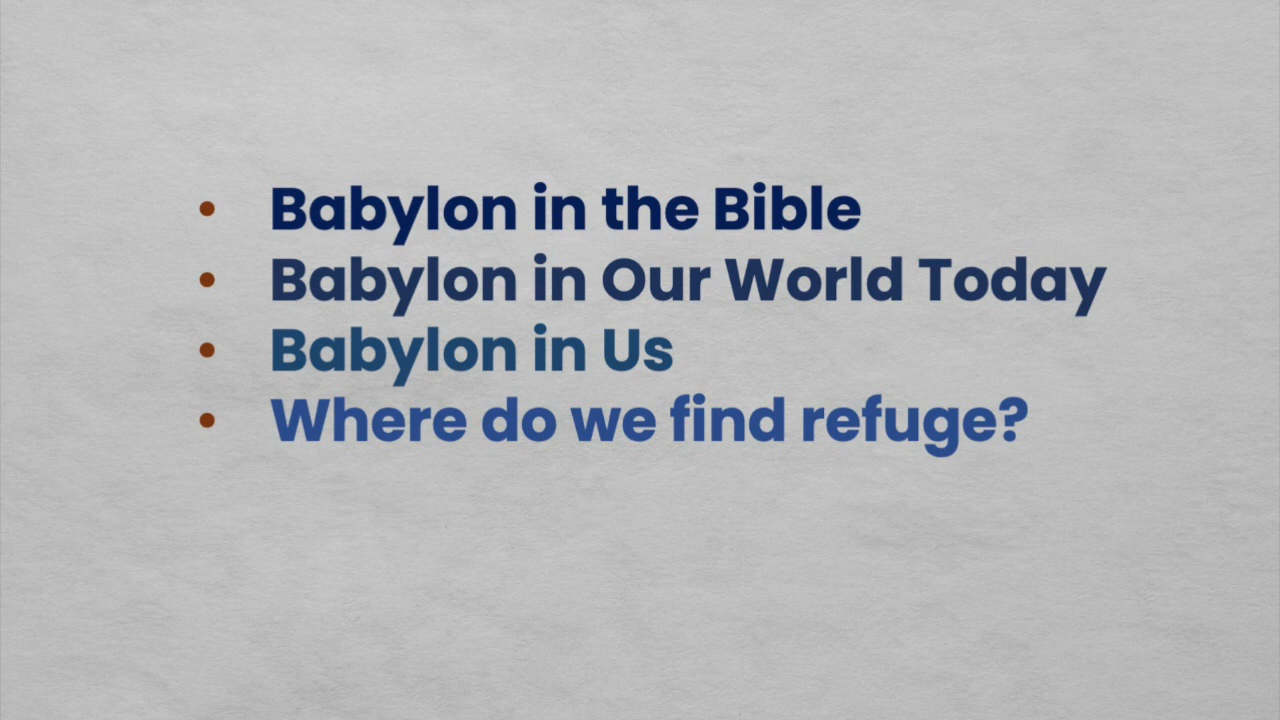 • Babylon in the Bible
• Babylon in Our World Today
• Babylon in Us
• Where do we find refuge?